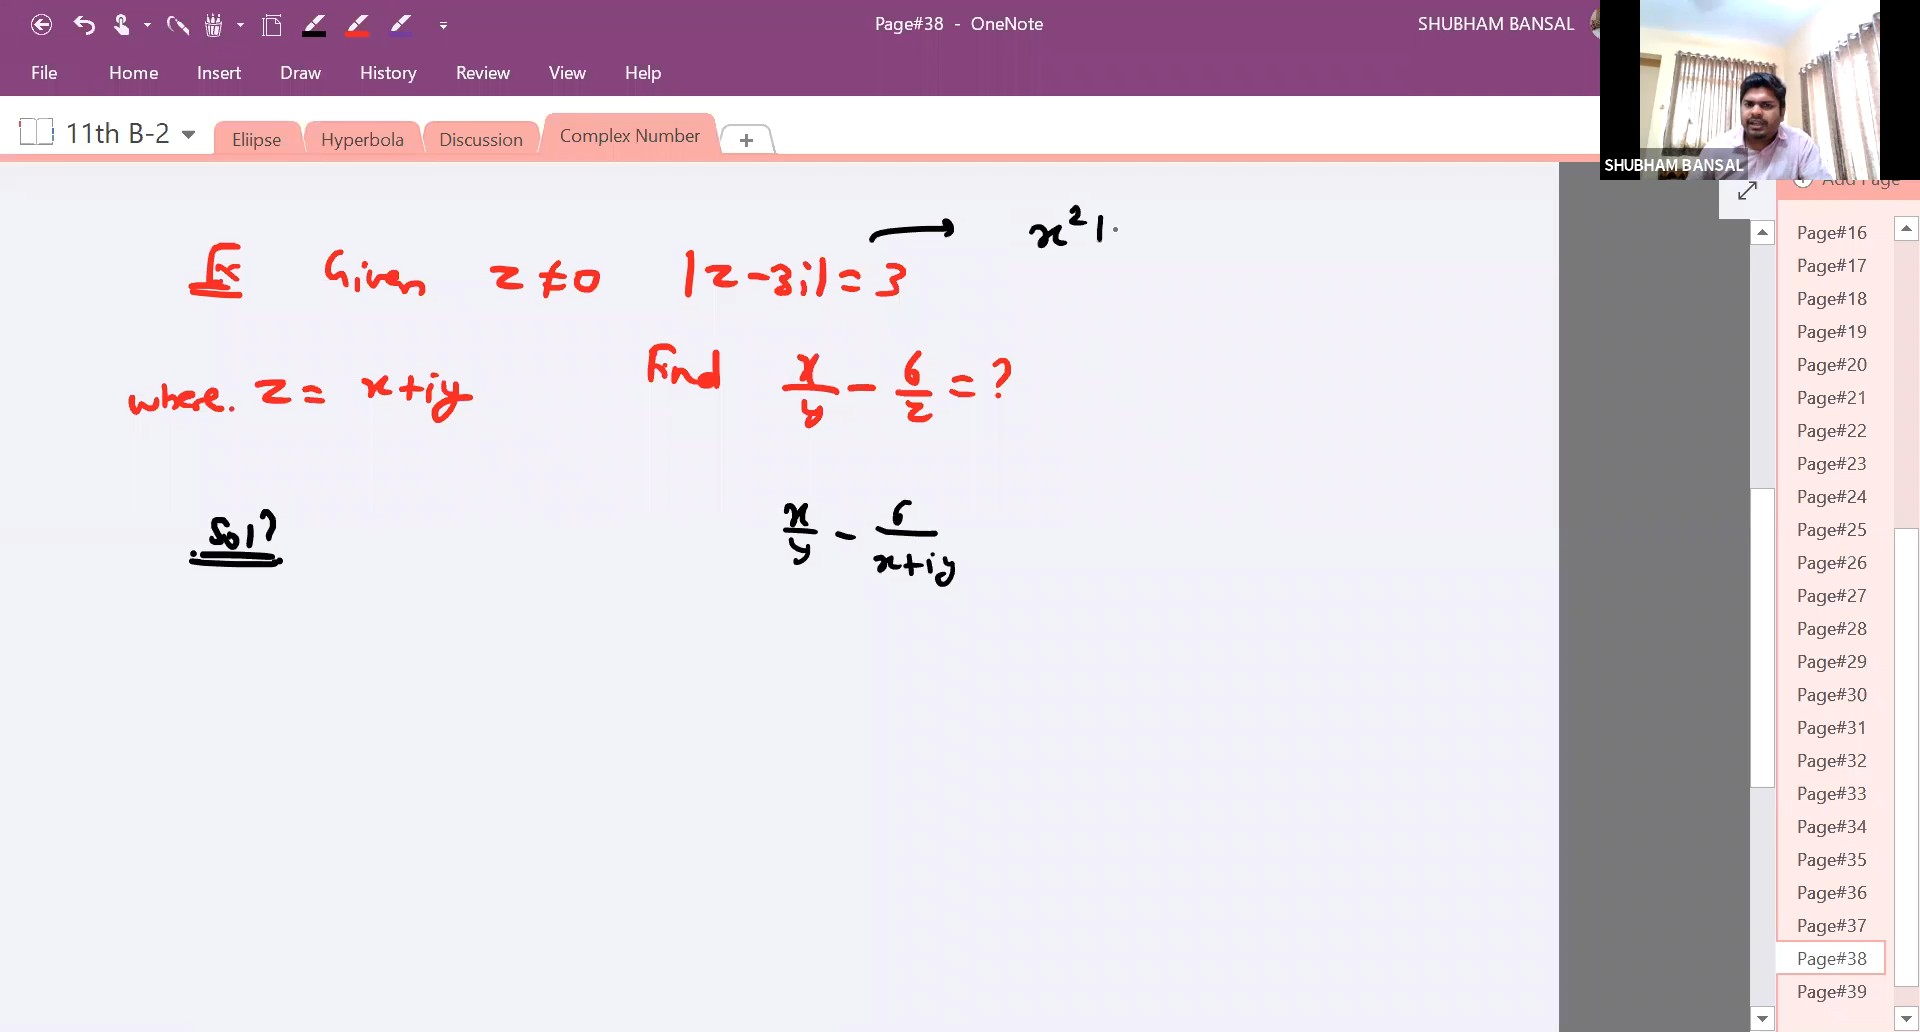 Page#38 - OneNote
SHUBHAM BANSAL
File Home Insert Draw History Review View Help
11th B-2
Eliipse Hyperbola Discussion Complex Number +
SHUBHAM BANSAL
Add Page
x² |
Ex Given z ≠ 0 |z - 3i| = 3
where. z = x + iy Find x/y - 6/z = ?
Sol?
x/y - 6/(x+iy)
Page#16
Page#17
Page#18
Page#19
Page#20
Page#21
Page#22
Page#23
Page#24
Page#25
Page#26
Page#27
Page#28
Page#29
Page#30
Page#31
Page#32
Page#33
Page#34
Page#35
Page#36
Page#37
Page#38
Page#39